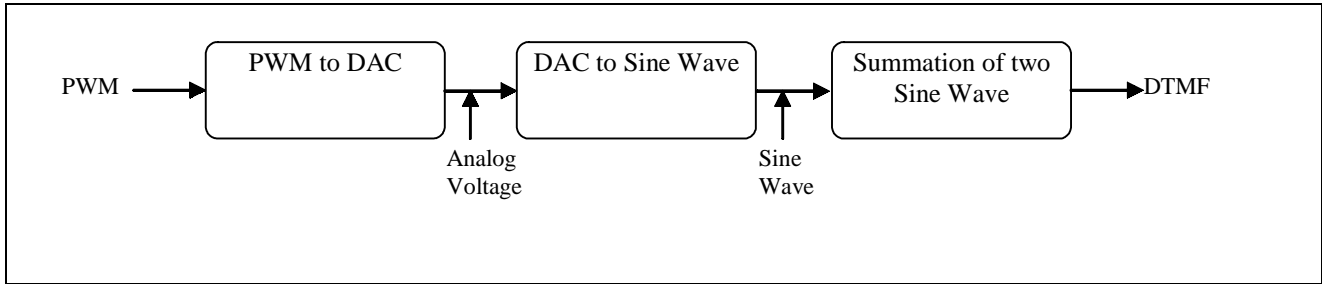 PWM
PWM to DAC
DAC to Sine Wave
Summation of two
Sine Wave
DTMF
Analog
Voltage
Sine
Wave